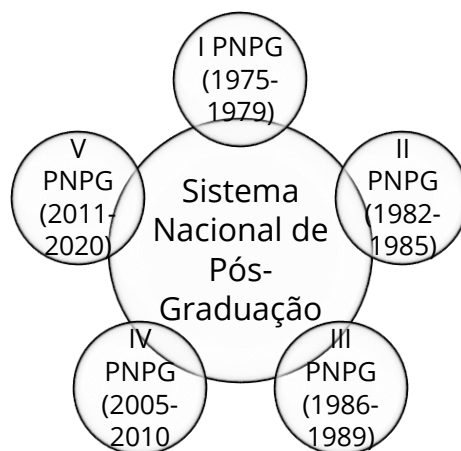 I PNPG
(1975-
1979)
V
PNPG
(2011-
2020)
II
PNPG
(1982-
1985)
Sistema
Nacional de
Pós-
Graduação
IV
PNPG
(2005-
2010
III
PNPG
(1986-
1989)